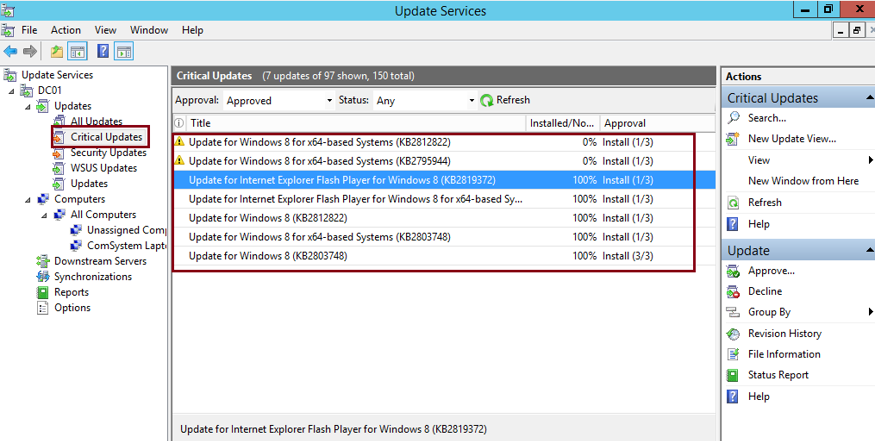 Update Services
File Action View Window Help
Update Services
DC01
Updates
All Updates
Critical Updates
Security Updates
WSUS Updates
Updates
Computers
All Computers
Unassigned Comp
ComSystem Lapt
Downstream Servers
Synchronizations
Reports
Options
Critical Updates (7 updates of 97 shown, 150 total)
Approval: Approved Status: Any Refresh
Title Installed/No... Approval
Update for Windows 8 for x64-based Systems (KB2812822) 0% Install (1/3)
Update for Windows 8 for x64-based Systems (KB2795944) 0% Install (1/3)
Update for Internet Explorer Flash Player for Windows 8 (KB2819372) 100% Install (1/3)
Update for Internet Explorer Flash Player for Windows 8 for x64-based Sy... 100% Install (1/3)
Update for Windows 8 (KB2812822) 100% Install (1/3)
Update for Windows 8 for x64-based Systems (KB2803748) 100% Install (1/3)
Update for Windows 8 (KB2803748) 100% Install (3/3)
Update for Internet Explorer Flash Player for Windows 8 (KB2819372)
Actions
Critical Updates
Search...
New Update View...
View
New Window from Here
Refresh
Help
Update
Approve...
Decline
Group By
Revision History
File Information
Status Report
Help